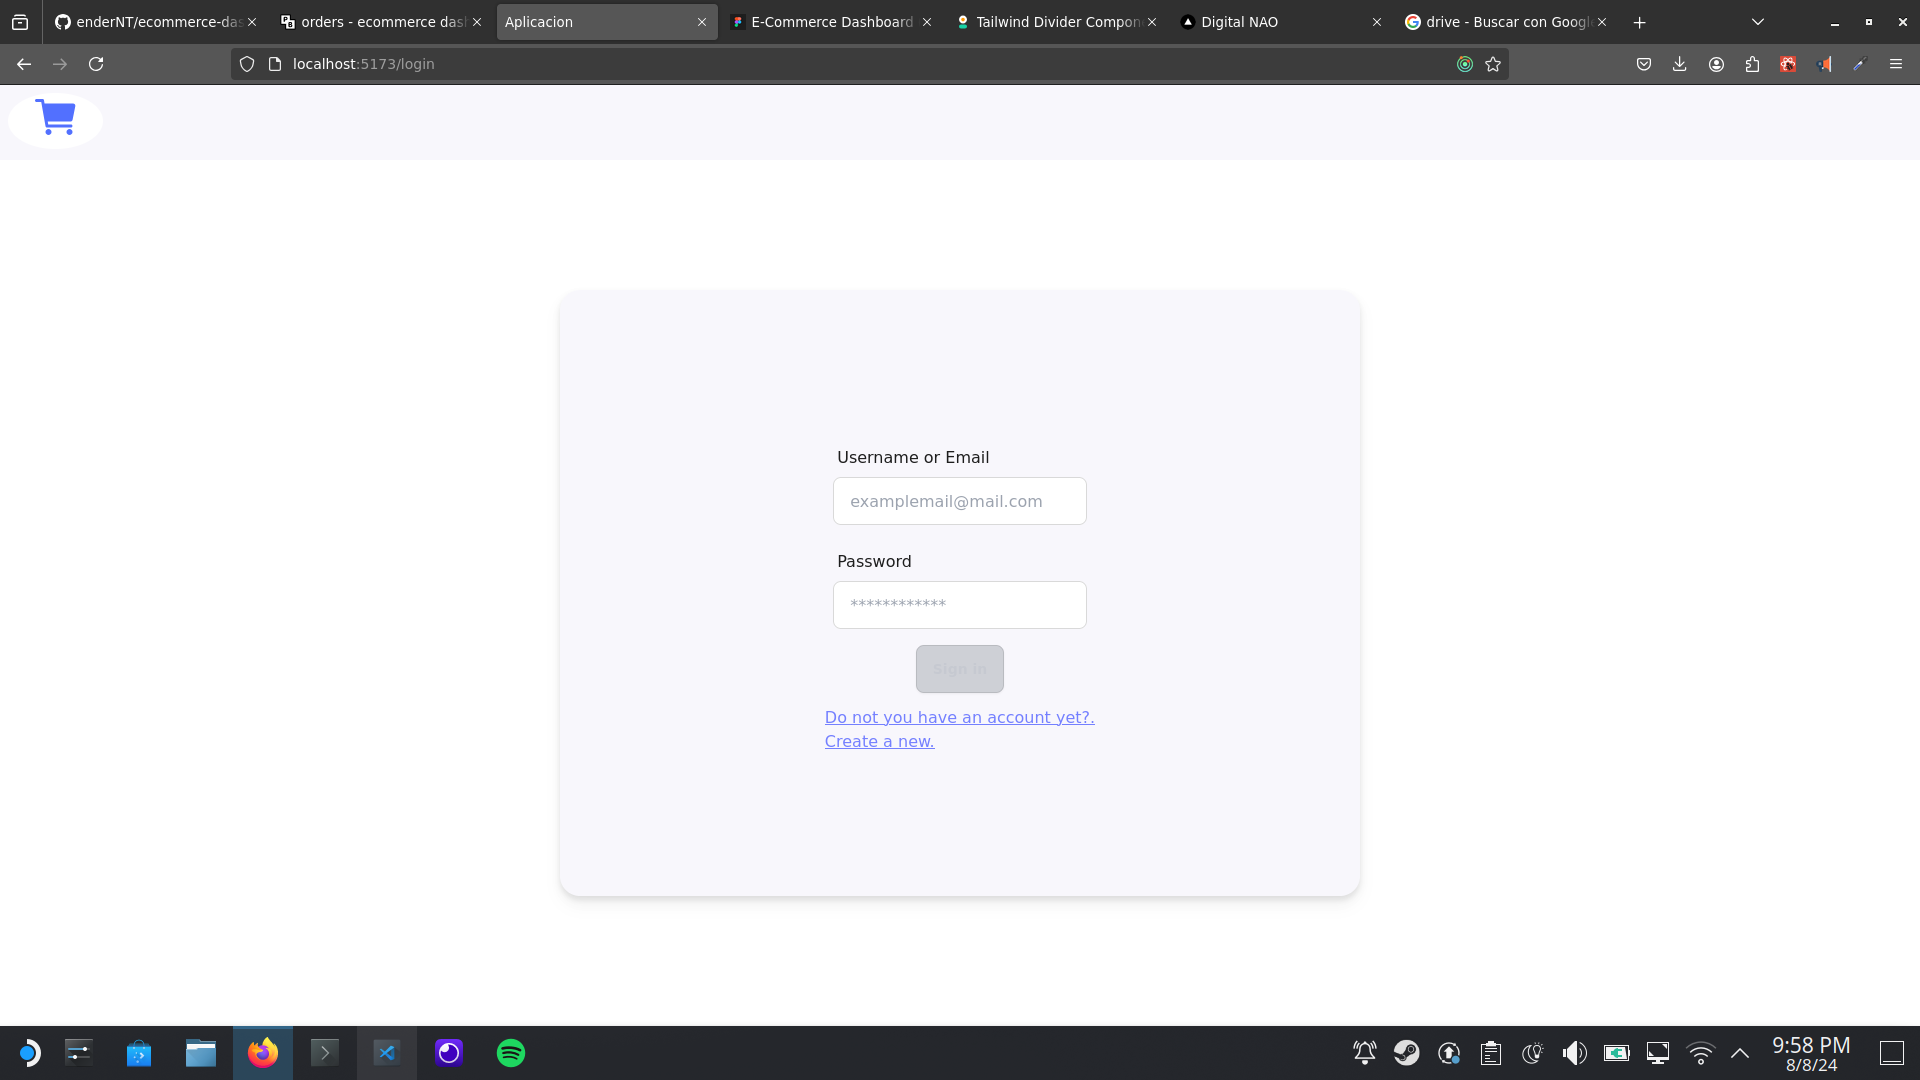 enderNT/ecommerce-das
orders - ecommerce dash
Aplicacion
E-Commerce Dashboard
Tailwind Divider Compon
Digital NAO
drive - Buscar con Googl
localhost:5173/login
Username or Email
examplemail@mail.com
Password
************
Sign In
Do not you have an account yet?.
Create a new.
9:58 PM
8/8/24